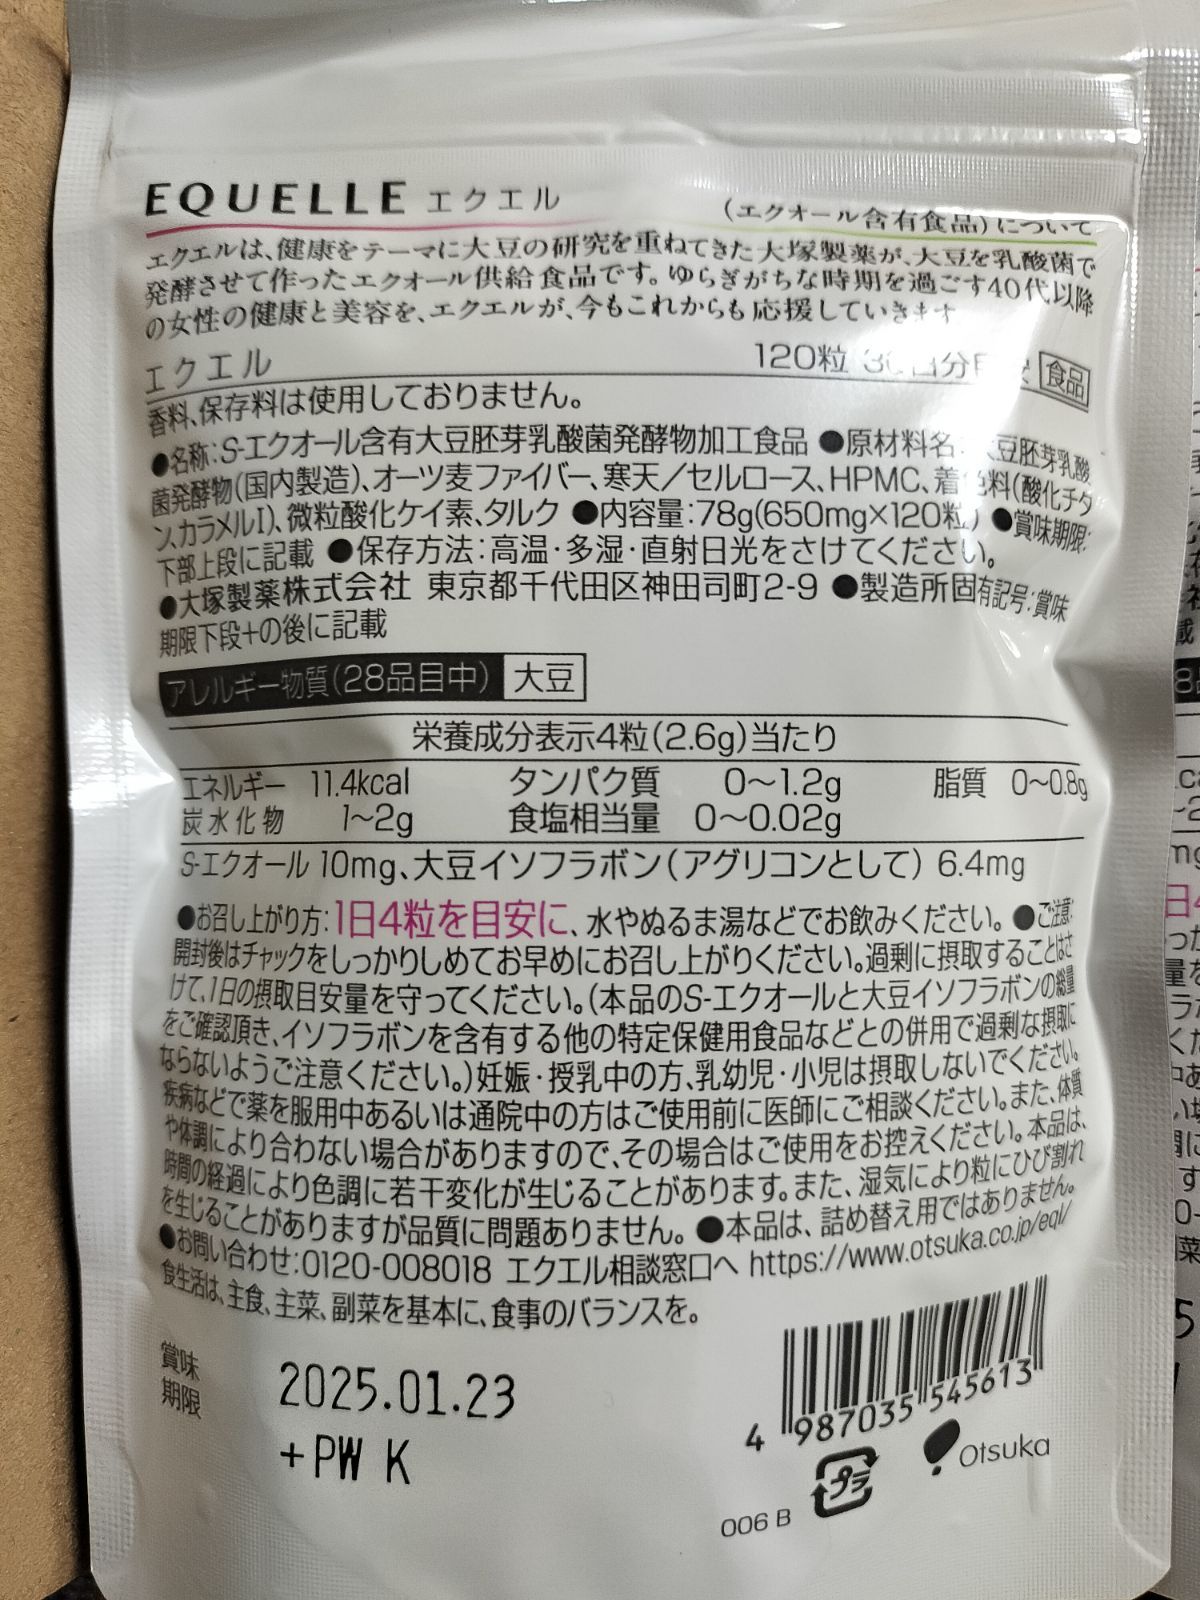 EQUELLE エクエル (エクオール含有食品)について
エクエルは、健康をテーマに大豆の研究を重ねてきた大塚製薬が、大豆を乳酸菌で
発酵させて作ったエクオール供給食品です。ゆらぎがちな時期を過ごす40代以降
の女性の健康と美容を、エクエルが、今もこれからも応援していきます
エクエル 120粒 食品
香料、保存料は使用しておりません。
●名称:S-エクオール含有大豆胚芽乳酸菌発酵物加工食品 ●原材料名:大豆胚芽乳酸
菌発酵物(国内製造)、オーツ麦ファイバー、寒天/セルロース、HPMC、着色料(酸化チタ
ン、カラメルI)、微粒酸化ケイ素、タルク ●内容量:78g(650mg×120粒) ●賞味期限:
下部上段に記載 ●保存方法:高温・多湿・直射日光をさけてください。
●大塚製薬株式会社 東京都千代田区神田司町2-9 ●製造所固有記号:賞味
期限下段+の後に記載
アレルギー物質(28品目中) 大豆
栄養成分表示4粒(2.6g)当たり
エネルギー 11.4kcal タンパク質 0〜1.2g 脂質 0〜0.8g
炭水化物 1〜2g 食塩相当量 0〜0.02g
S-エクオール 10mg、大豆イソフラボン(アグリコンとして) 6.4mg
●お召し上がり方:1日4粒を目安に、水やぬるま湯などでお飲みください。●ご注意:
開封後はチャックをしっかりしめてお早めにお召し上がりください。過剰に摂取することはさ
けて、1日の摂取目安量を守ってください。(本品のS-エクオールと大豆イソフラボンの総量
をご確認頂き、イソフラボンを含有する他の特定保健用食品などとの併用で過剰な摂取に
ならないようご注意ください。)妊娠・授乳中の方、乳幼児・小児は摂取しないでください。
疾病などで薬を服用中あるいは通院中の方はご使用前に医師にご相談ください。また、体質
や体調により合わない場合がありますので、その場合はご使用をお控えください。本品は、
時間の経過により色調に若干変化が生じることがあります。また、湿気により粒にひび割れ
を生じることがありますが品質に問題ありません。●本品は、詰め替え用ではありません。
●お問い合わせ:0120-008018 エクエル相談窓口へ https://www.otsuka.co.jp/eql/
食生活は、主食、主菜、副菜を基本に、食事のバランスを。
賞味
期限
2025.01.23
+PW K
4 987035 545613
プラ
Otsuka
006 B